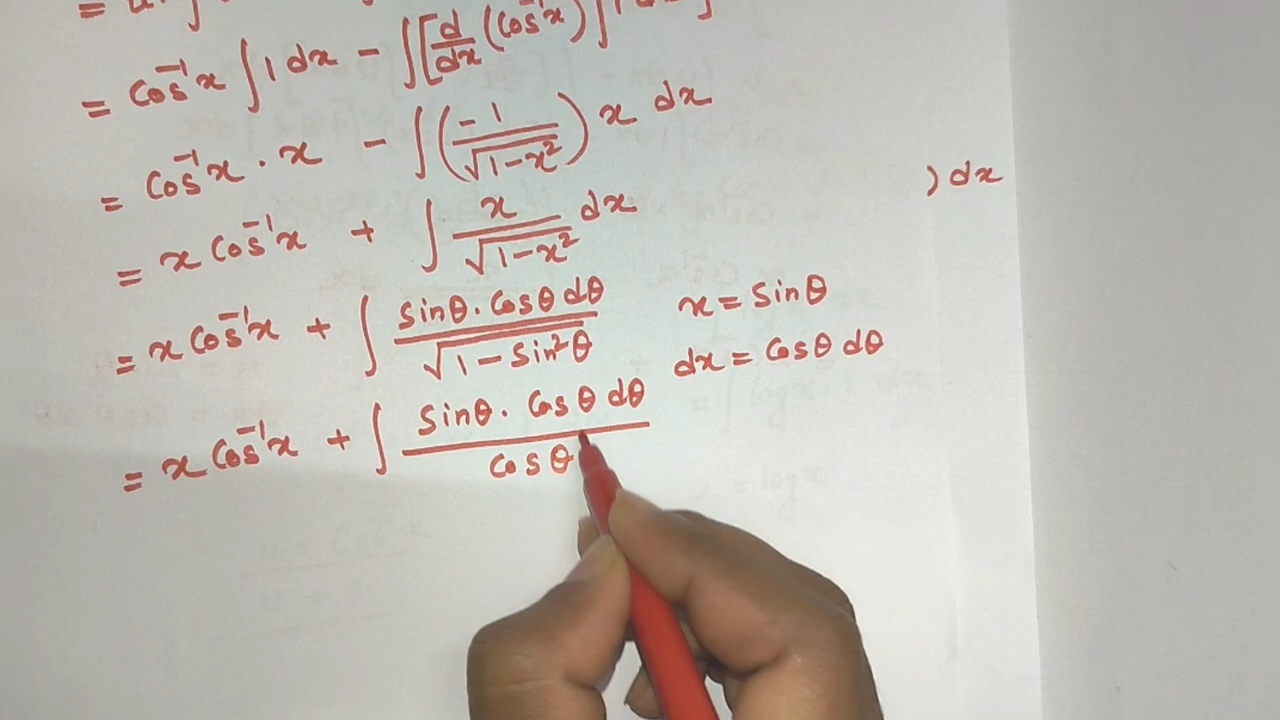 = cos⁻¹x ∫ 1 dx − ∫[d/dx (cos⁻¹x) ∫ 1
= cos⁻¹x · x − ∫(−1/√(1−x²)) x dx
= x cos⁻¹x + ∫ x/√(1−x²) dx
) dx
= x cos⁻¹x + ∫ sinθ · cosθ dθ/√(1−sin²θ)
x = sinθ
dx = cosθ dθ
= x cos⁻¹x + ∫ sinθ · cosθ dθ/cosθ